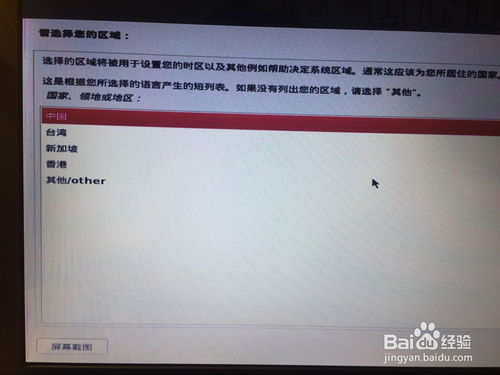 请选择您的区域：
选择的区域将被用于设置您的时区以及其他例如帮助决定系统区域。通常这应该为您所居住的国家
这是根据您所选择的语言产生的短列表。如果没有列出您的区域，请选择"其他"。
国家、领地或地区：
中国
台湾
新加坡
香港
其他/other
屏幕截图
Baidu 经验
jingyan.baidu.com